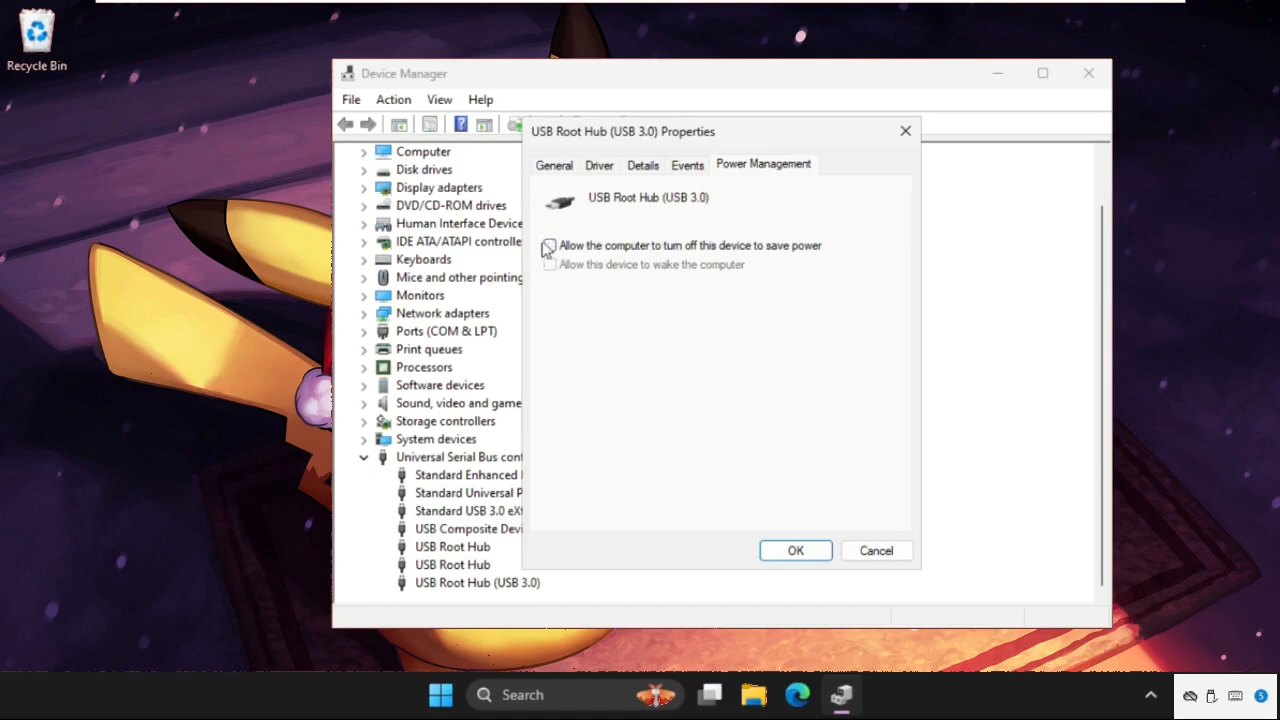 Recycle Bin
Device Manager
File Action View Help
USB Root Hub (USB 3.0) Properties
General Driver Details Events Power Management
USB Root Hub (USB 3.0)
Allow the computer to turn off this device to save power
Allow this device to wake the computer
OK Cancel
Computer
Disk drives
Display adapters
DVD/CD-ROM drives
Human Interface Device
IDE ATA/ATAPI controlle
Keyboards
Mice and other pointing
Monitors
Network adapters
Ports (COM & LPT)
Print queues
Processors
Software devices
Sound, video and game
Storage controllers
System devices
Universal Serial Bus con
Standard Enhanced
Standard Universal P
Standard USB 3.0 eX
USB Composite Devi
USB Root Hub
USB Root Hub
USB Root Hub (USB 3.0)
Search
5